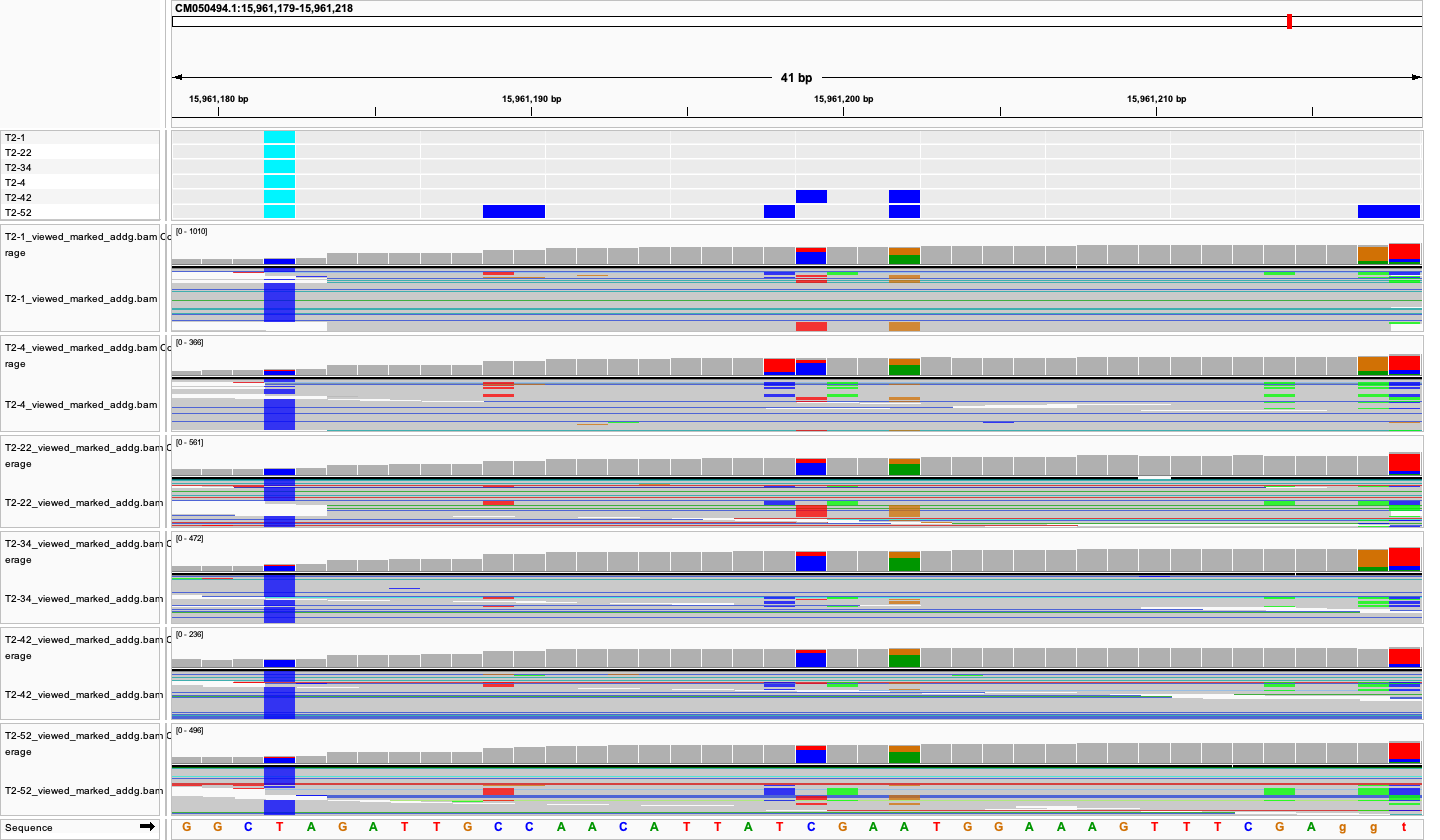 CM050494.1:15,961,179-15,961,218
41 bp
15,961,180 bp 15,961,190 bp 15,961,200 bp 15,961,210 bp
T2-1
T2-22
T2-34
T2-4
T2-42
T2-52
T2-1_viewed_marked_addg.bam Co
rage
[0 - 1010]
T2-1_viewed_marked_addg.bam
T2-4_viewed_marked_addg.bam Co
rage
[0 - 366]
T2-4_viewed_marked_addg.bam
T2-22_viewed_marked_addg.bam C
erage
[0 - 561]
T2-22_viewed_marked_addg.bam
T2-34_viewed_marked_addg.bam C
erage
[0 - 472]
T2-34_viewed_marked_addg.bam
T2-42_viewed_marked_addg.bam C
erage
[0 - 236]
T2-42_viewed_marked_addg.bam
T2-52_viewed_marked_addg.bam C
erage
[0 - 496]
T2-52_viewed_marked_addg.bam
Sequence G G C T A G A T T G C C A A C A T T A T C G A A T G G A A A G T T T C G A g g t